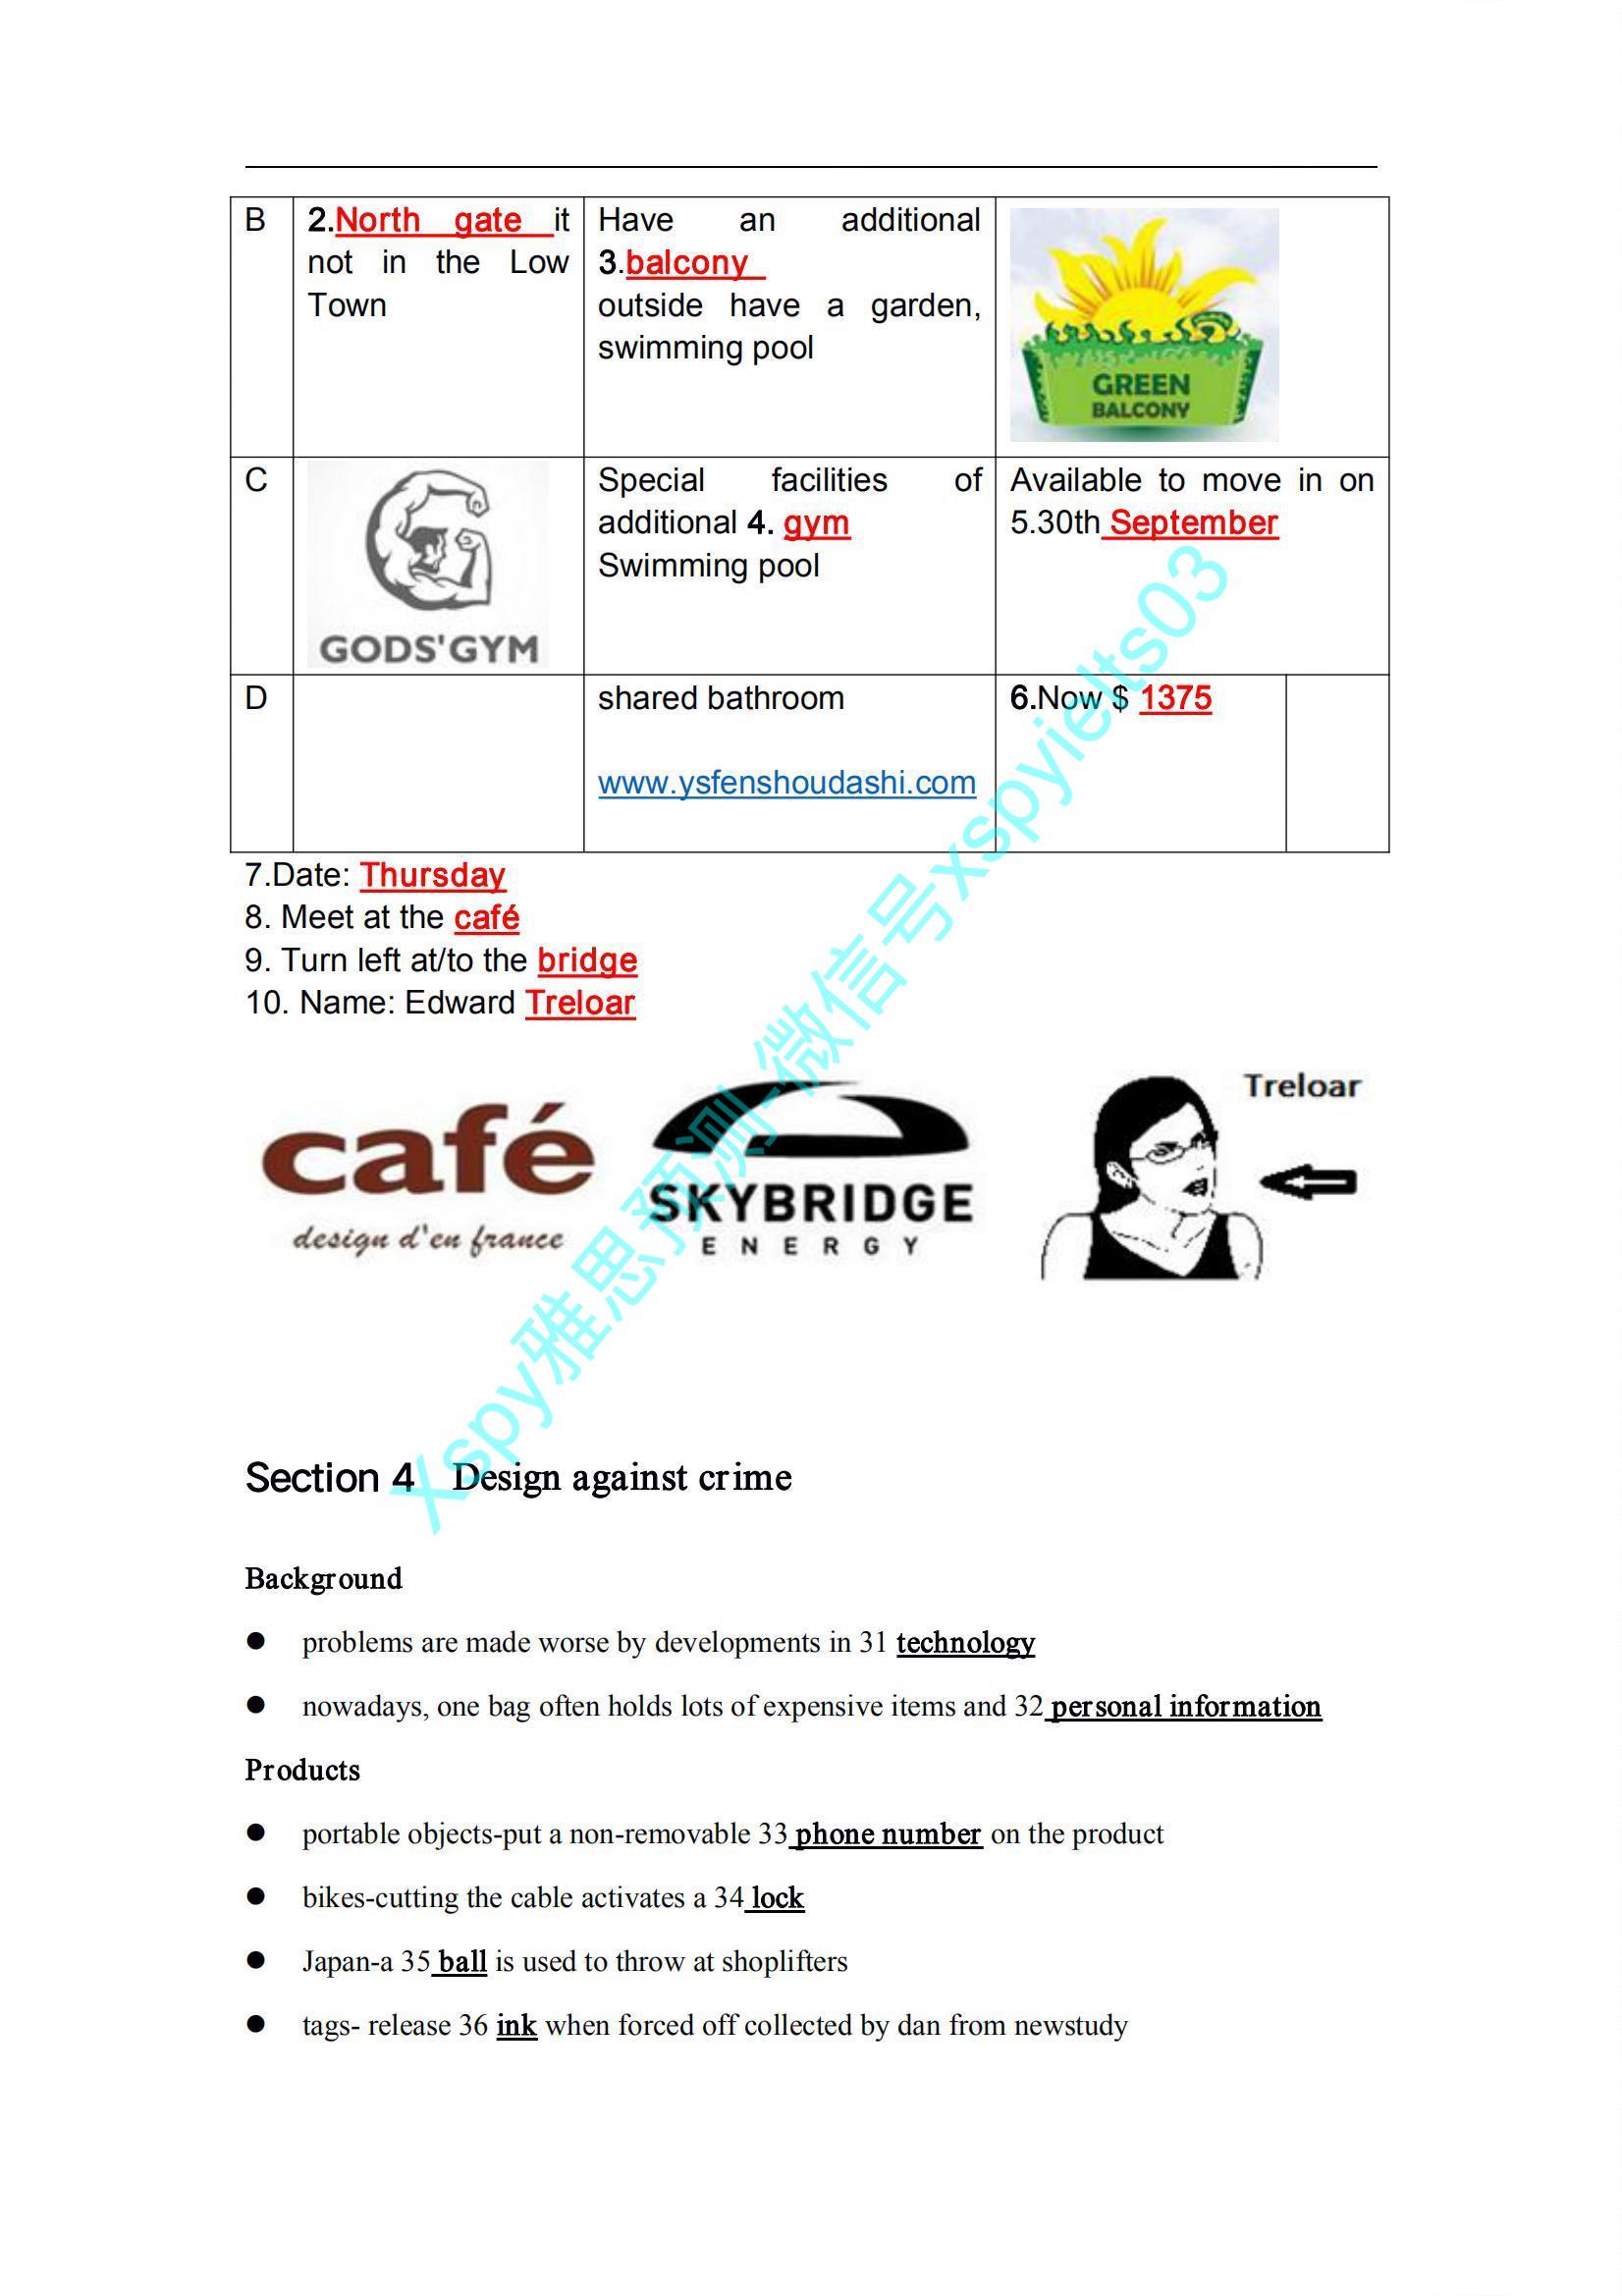 B
2.North gate it
not in the Low
Town
Have an additional
3.balcony
outside have a garden,
swimming pool
GREEN
BALCONY
C
GODS'GYM
Special facilities of
additional 4. gym
Swimming pool
Available to move in on
5.30th September
D
shared bathroom
www.ysfenshoudashi.com
6.Now $ 1375
7.Date: Thursday
8. Meet at the café
9. Turn left at/to the bridge
10. Name: Edward Treloar
café
design d'en france
SKYBRIDGE
ENERGY
Treloar
Xspy雅思预测-微信号xspyielts03
Section 4 Design against crime
Background
● problems are made worse by developments in 31 technology
● nowadays, one bag often holds lots of expensive items and 32 personal information
Products
● portable objects-put a non-removable 33 phone number on the product
● bikes-cutting the cable activates a 34 lock
● Japan-a 35 ball is used to throw at shoplifters
● tags- release 36 ink when forced off collected by dan from newstudy